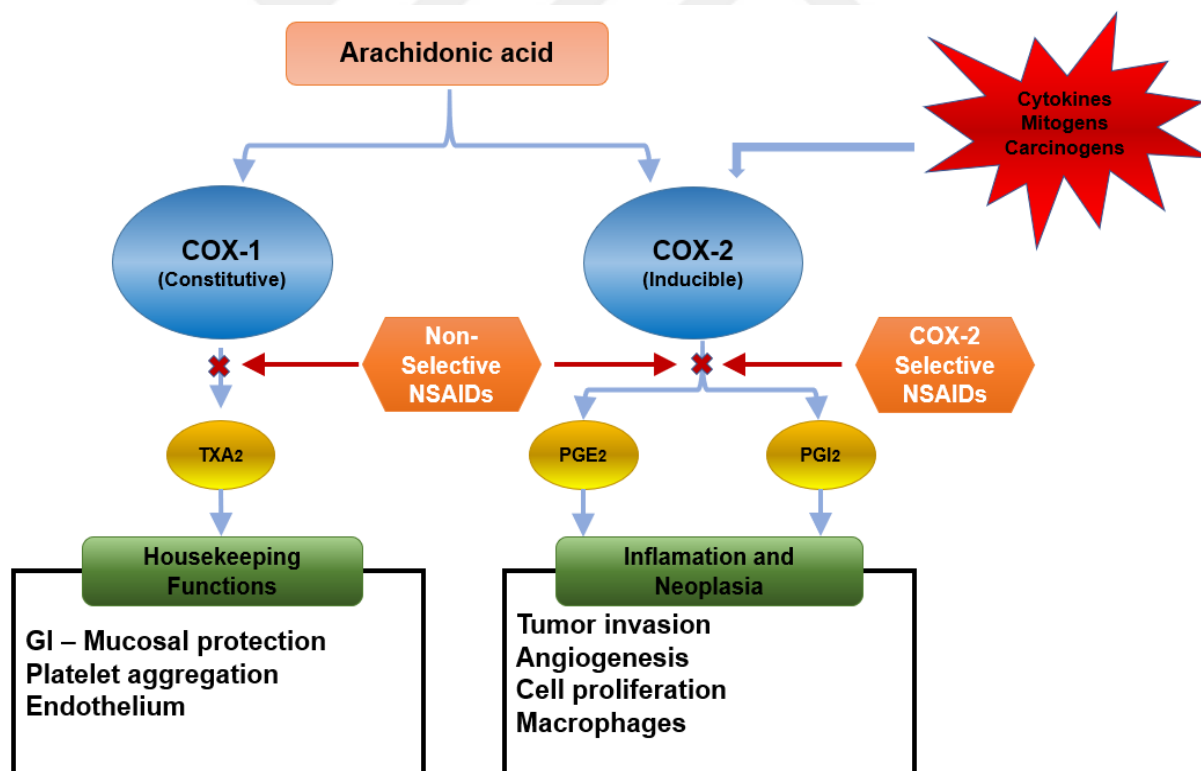 Arachidonic acid
Cytokines
Mitogens
Carcinogens
COX-1
(Constitutive)
COX-2
(Inducible)
Non-
Selective
NSAIDs
COX-2
Selective
NSAIDs
TXA2
PGE2
PGI2
Housekeeping
Functions
GI – Mucosal protection
Platelet aggregation
Endothelium
Inflamation and
Neoplasia
Tumor invasion
Angiogenesis
Cell proliferation
Macrophages